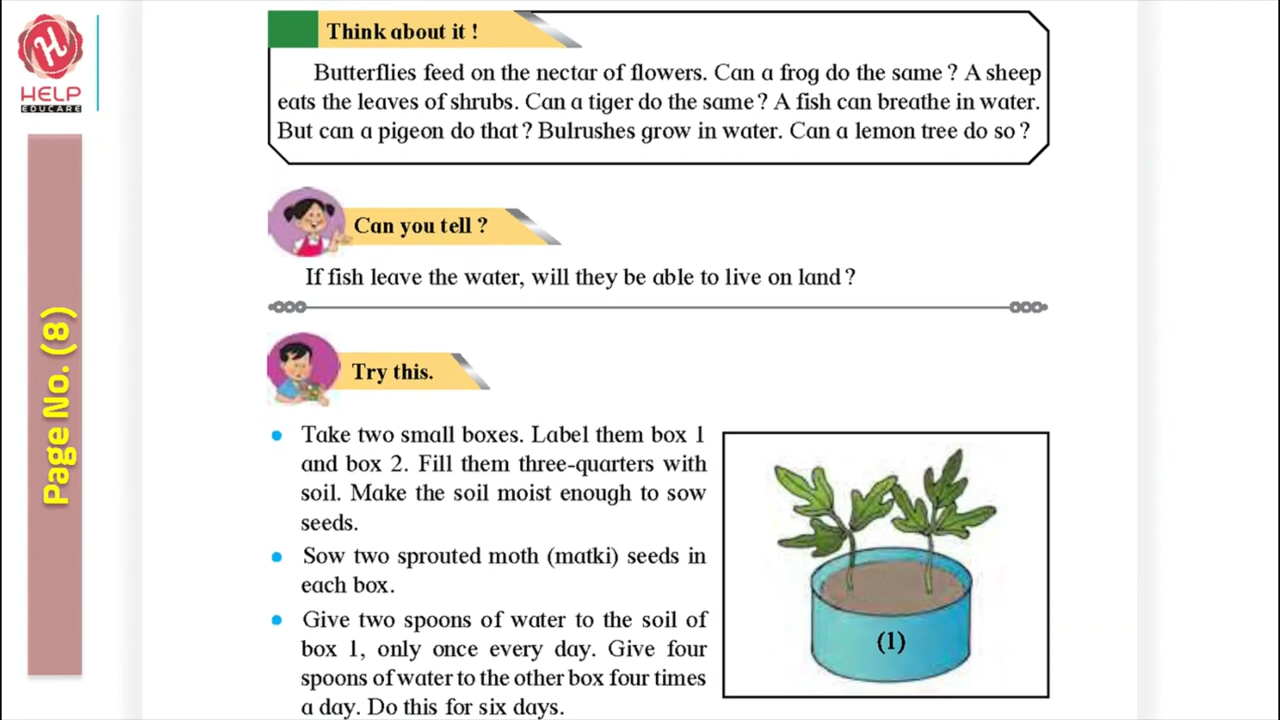 HELP
EDUCARE
Page No. (8)
Think about it !
Butterflies feed on the nectar of flowers. Can a frog do the same ? A sheep
eats the leaves of shrubs. Can a tiger do the same ? A fish can breathe in water.
But can a pigeon do that ? Bulrushes grow in water. Can a lemon tree do so ?
Can you tell ?
If fish leave the water, will they be able to live on land ?
Try this.
• Take two small boxes. Label them box 1
and box 2. Fill them three-quarters with
soil. Make the soil moist enough to sow
seeds.
• Sow two sprouted moth (matki) seeds in
each box.
• Give two spoons of water to the soil of
box 1, only once every day. Give four
spoons of water to the other box four times
a day. Do this for six days.
(1)